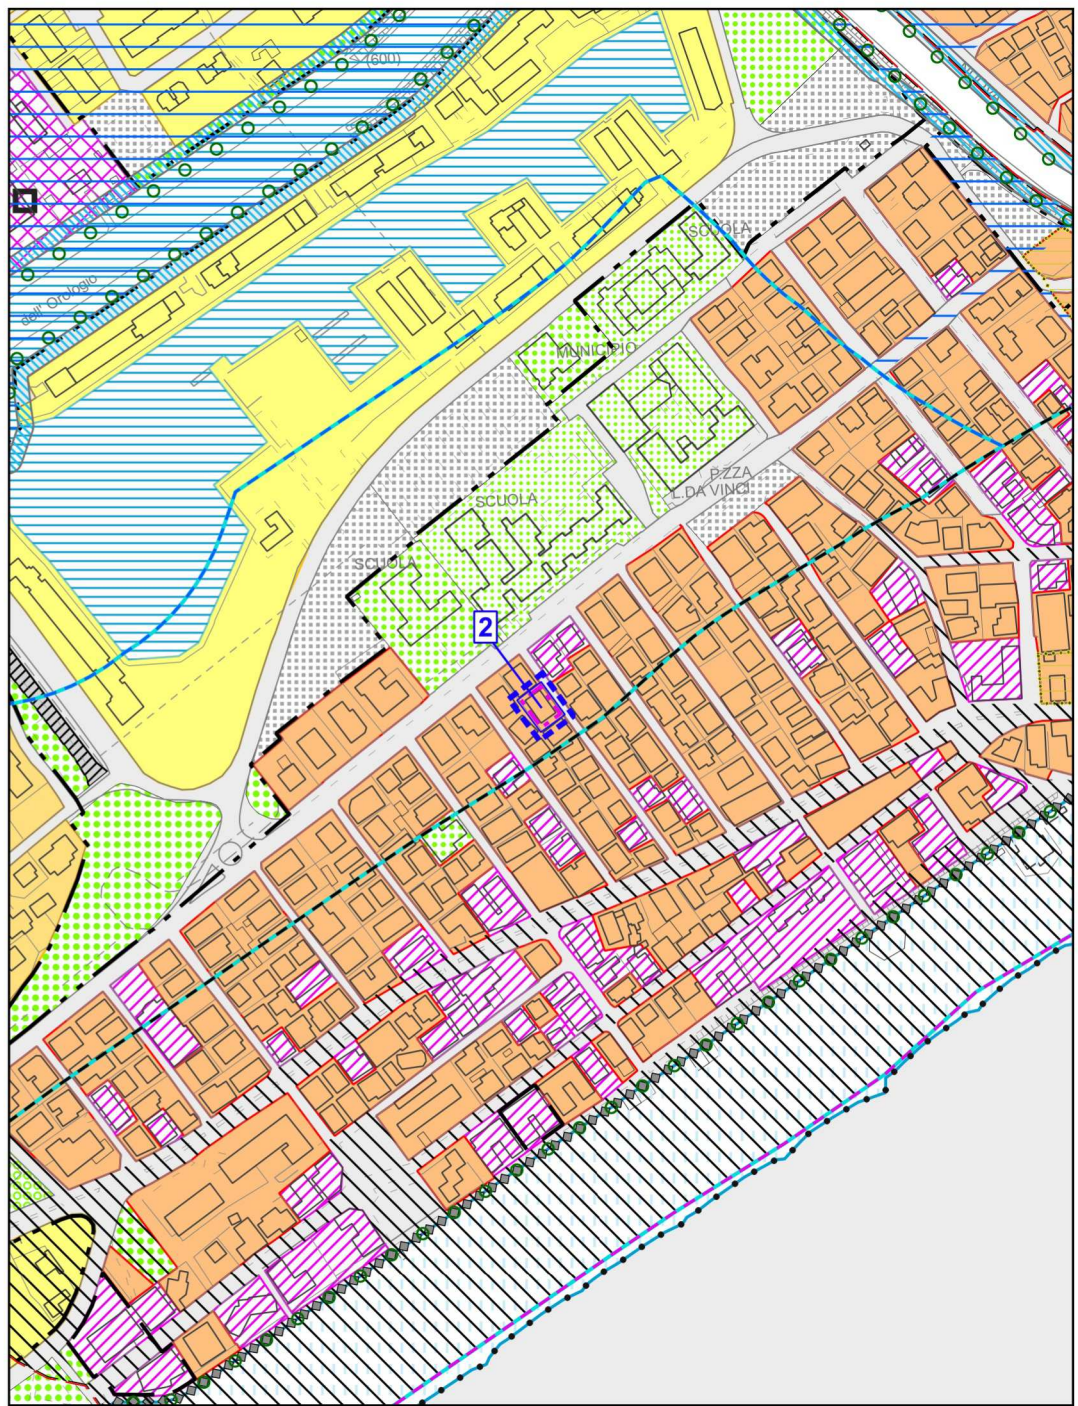 (600)
SCUOLA
dell' Orologio
MUNICIPIO
P.ZZA
L.DA VINCI
SCUOLA
SCUOLA
2